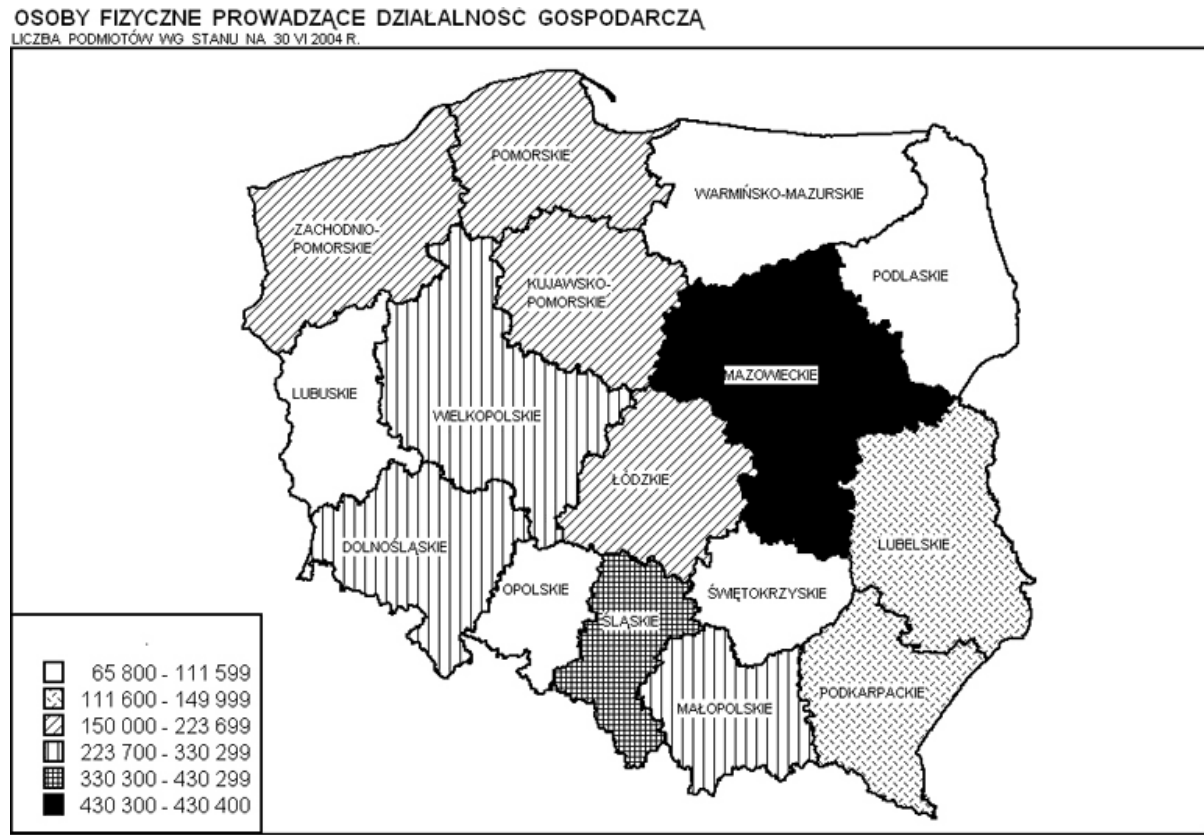 OSOBY FIZYCZNE PROWADZĄCE DZIAŁALNOŚĆ GOSPODARCZĄ
LICZBA PODMIOTÓW WG STANU NA 30 VI 2004 R.
POMORSKIE
WARMIŃSKO-MAZURSKIE
ZACHODNIO-
POMORSKIE
PODLASKIE
KUJAWSKO-
POMORSKIE
MAZOWIECKIE
LUBUSKIE
WIELKOPOLSKIE
ŁÓDZKIE
DOLNOŚLĄSKIE
LUBELSKIE
OPOLSKIE
ŚWIĘTOKRZYSKIE
ŚLĄSKIE
PODKARPACKIE
MAŁOPOLSKIE
65 800 - 111 599
111 600 - 149 999
150 000 - 223 699
223 700 - 330 299
330 300 - 430 299
430 300 - 430 400